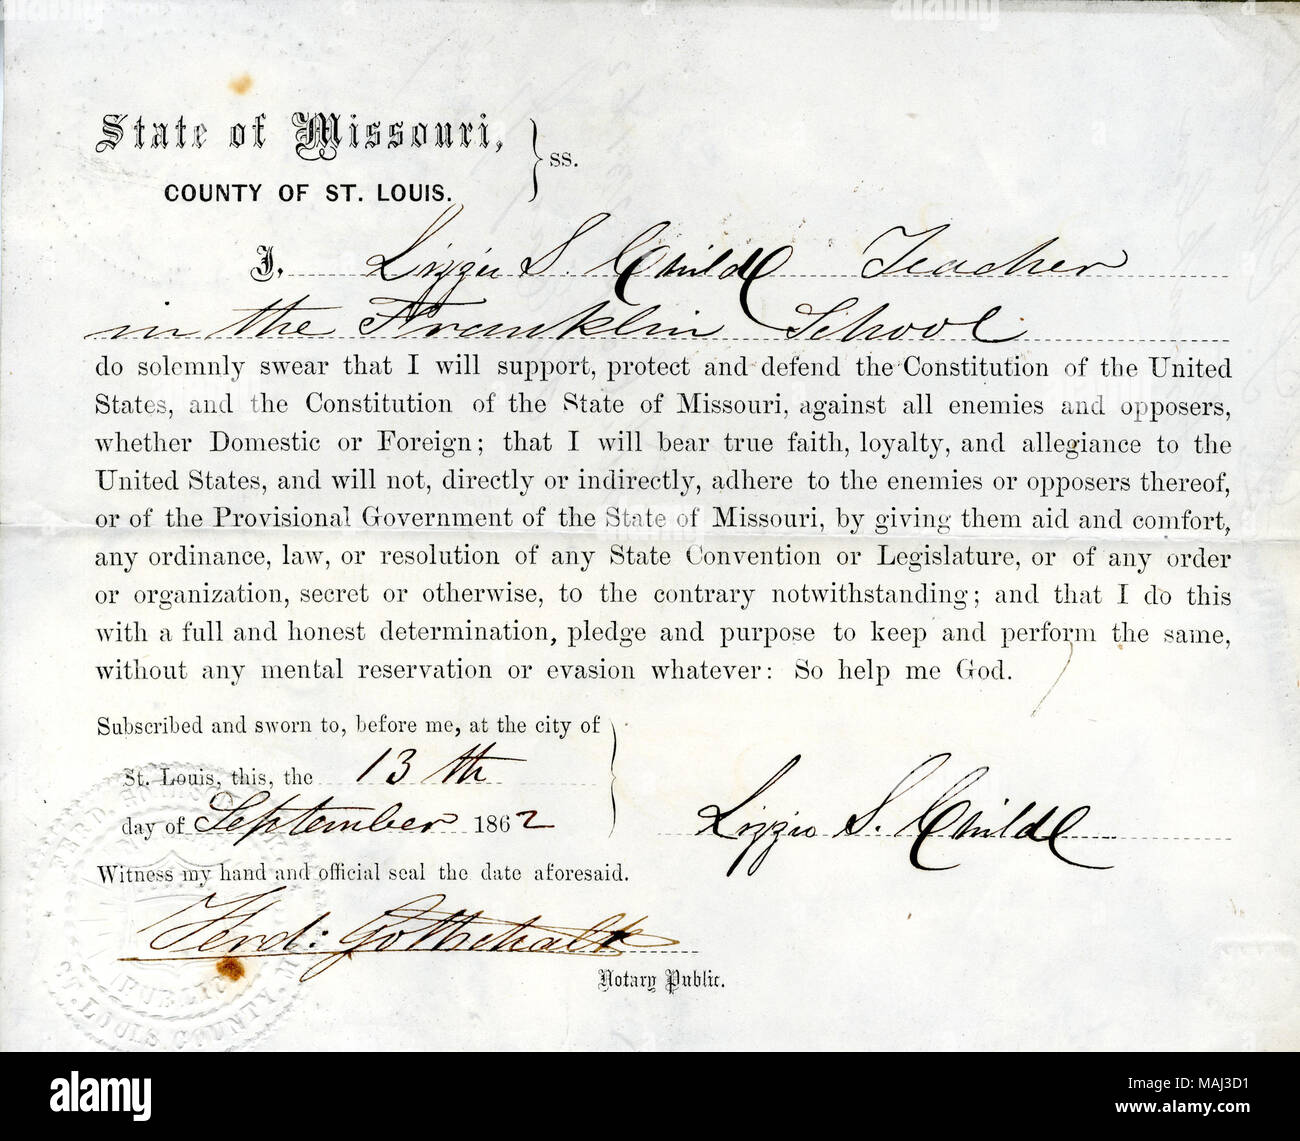 State of Missouri,
COUNTY OF ST. LOUIS. } ss.
I, Lizzie S. Child Teacher
in the Franklin School
do solemnly swear that I will support, protect and defend the Constitution of the United
States, and the Constitution of the State of Missouri, against all enemies and opposers,
whether Domestic or Foreign; that I will bear true faith, loyalty, and allegiance to the
United States, and will not, directly or indirectly, adhere to the enemies or opposers thereof,
or of the Provisional Government of the State of Missouri, by giving them aid and comfort,
any ordinance, law, or resolution of any State Convention or Legislature, or of any order
or organization, secret or otherwise, to the contrary notwithstanding; and that I do this
with a full and honest determination, pledge and purpose to keep and perform the same,
without any mental reservation or evasion whatever: So help me God.
Subscribed and sworn to, before me, at the city of
St. Louis, this, the 13th
day of September 1862
Lizzie S. Child
Witness my hand and official seal the date aforesaid.
Ferd: Gottschalk
Notary Public.
PUBLIC
ST. LOUIS COUNTY, M
alamy
Image ID: MAJ3D1
www.alamy.com